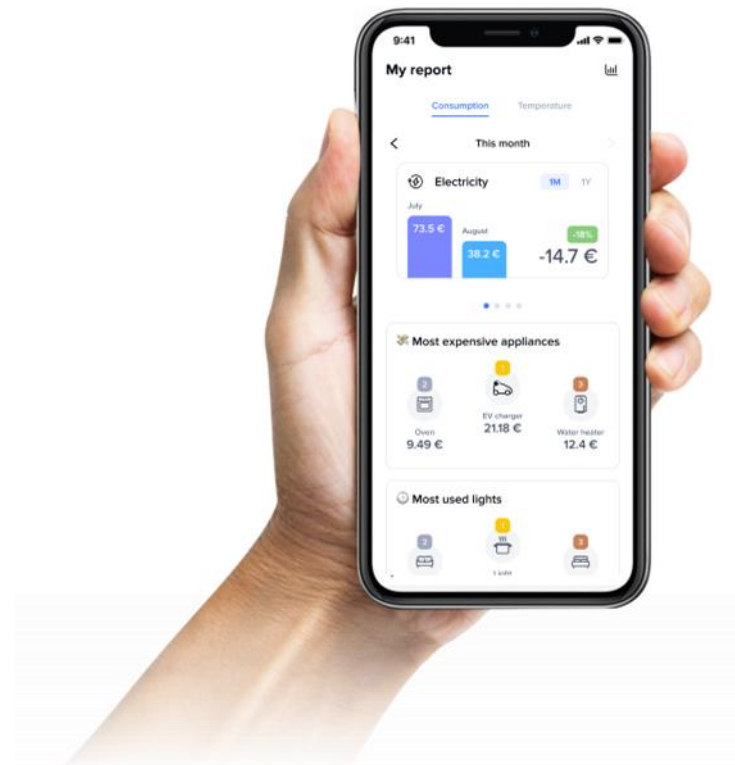 9:41
My report
Consumption Temperature
This month
Electricity 1M 1Y
July
73.5 €
August
38.2 €
-18%
-14.7 €
Most expensive appliances
1
2
3
EV charger
21.18 €
Oven
9.49 €
Water heater
12.4 €
Most used lights
1
2
3
Light